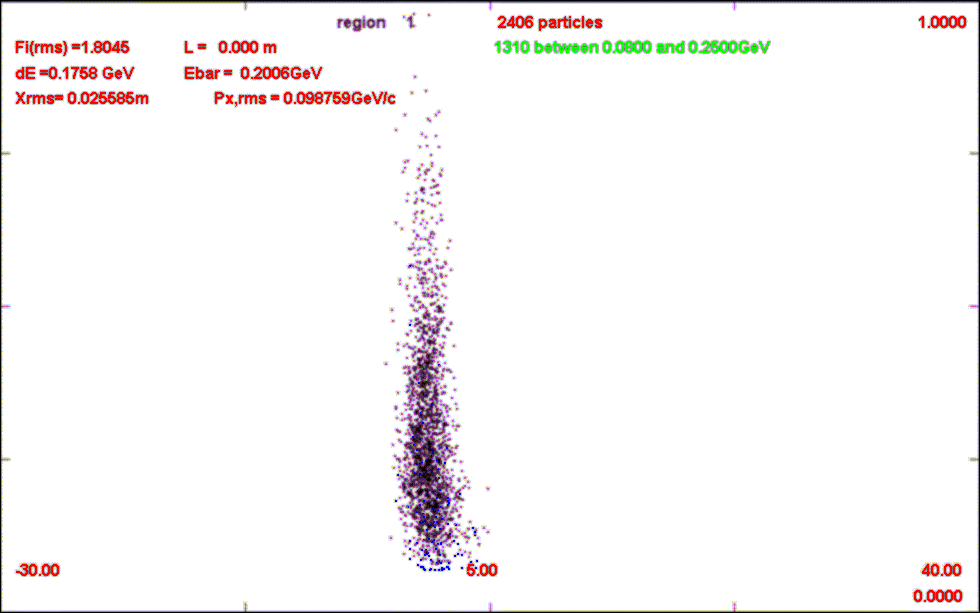 region 1 2406 particles 1.0000
Fi(rms) =1.8045 L = 0.000 m 1310 between 0.0800 and 0.2500GeV
dE =0.1758 GeV Ebar = 0.2006GeV
Xrms= 0.025585m Px,rms = 0.098759GeV/c
-30.00 5.00 40.00
0.0000